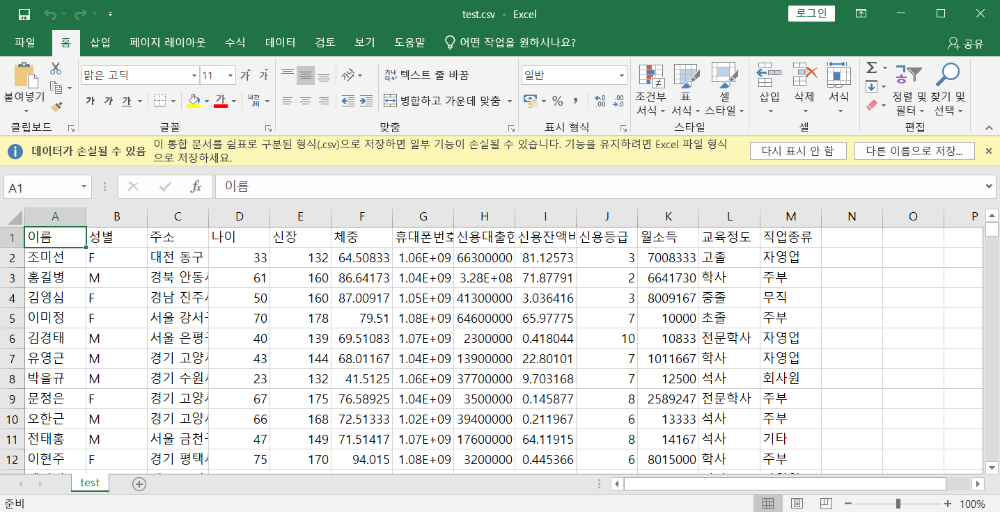 test.csv - Excel
로그인
파일 홈 삽입 페이지 레이아웃 수식 데이터 검토 보기 도움말 어떤 작업을 원하시나요? 공유
붙여넣기
클립보드
맑은 고딕 11 가 가
가 가 가 가 내천
글꼴
텍스트 줄 바꿈
병합하고 가운데 맞춤
맞춤
일반
% , .00 .00
표시 형식
조건부 서식 표 서식 셀 스타일
스타일
삽입 삭제 서식
셀
정렬 및 필터 찾기 및 선택
편집
데이터가 손실될 수 있음 이 통합 문서를 쉼표로 구분된 형식(.csv)으로 저장하면 일부 기능이 손실될 수 있습니다. 기능을 유지하려면 Excel 파일 형식
으로 저장하세요.
다시 표시 안 함 다른 이름으로 저장...
A1 fx 이름
A B C D E F G H I J K L M N O P
1 이름 성별 주소 나이 신장 체중 휴대폰번호 신용대출한 신용잔액비 신용등급 월소득 교육정도 직업종류
2 조미선 F 대전 동구 33 132 64.50833 1.06E+09 66300000 81.12573 3 7008333 고졸 자영업
3 홍길병 M 경북 안동시 61 160 86.64173 1.04E+09 3.28E+08 71.87791 2 6641730 학사 주부
4 김영심 F 경남 진주시 50 160 87.00917 1.05E+09 41300000 3.036416 3 8009167 중졸 무직
5 이미정 F 서울 강서구 70 178 79.51 1.08E+09 64600000 65.97775 7 10000 초졸 주부
6 김경태 M 서울 은평구 40 139 69.51083 1.07E+09 2300000 0.418044 10 10833 전문학사 자영업
7 유영근 M 경기 고양시 43 144 68.01167 1.04E+09 13900000 22.80101 7 1011667 학사 자영업
8 박을규 M 경기 수원시 23 132 41.5125 1.06E+09 37700000 9.703168 7 12500 석사 회사원
9 문정은 F 경기 고양시 67 175 76.58925 1.04E+09 3500000 0.145877 8 2589247 전문학사 주부
10 오한근 M 경기 고양시 66 168 72.51333 1.02E+09 39400000 0.211967 6 13333 석사 주부
11 전태홍 M 서울 금천구 47 149 71.51417 1.07E+09 17600000 64.11915 8 14167 석사 기타
12 이현주 F 경기 평택시 75 170 94.015 1.08E+09 3200000 0.445366 6 8015000 학사 주부
test
준비 100%